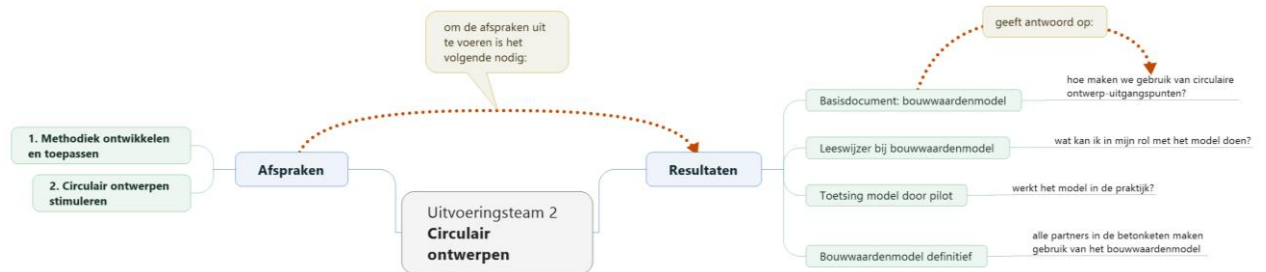 om de afspraken uit
te voeren is het
volgende nodig:
geeft antwoord op:
1. Methodiek ontwikkelen
en toepassen
2. Circulair ontwerpen
stimuleren
Afspraken
Uitvoeringsteam 2
Circulair
ontwerpen
Resultaten
Basisdocument: bouwwaardenmodel
hoe maken we gebruik van circulaire
ontwerp-uitgangspunten?
Leeswijzer bij bouwwaardenmodel
wat kan ik in mijn rol met het model doen?
Toetsing model door pilot
werkt het model in de praktijk?
Bouwwaardenmodel definitief
alle partners in de betonketen maken
gebruik van het bouwwaardenmodel